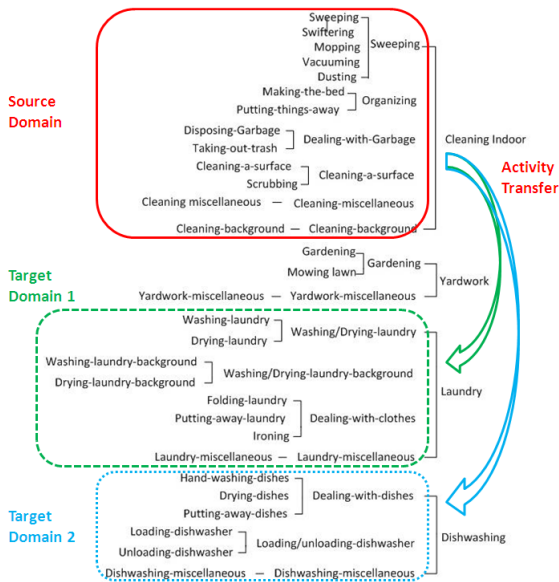 Sweeping
Swiftering
Mopping
Vacuuming
Dusting
Sweeping
Making-the-bed
Putting-things-away
Organizing
Source
Domain
Disposing-Garbage
Taking-out-trash
Dealing-with-Garbage
Cleaning Indoor
Cleaning-a-surface
Scrubbing
Cleaning-a-surface
Activity
Transfer
Cleaning miscellaneous — Cleaning-miscellaneous
Cleaning-background — Cleaning-background
Gardening
Mowing lawn
Gardening
Yardwork
Yardwork-miscellaneous — Yardwork-miscellaneous
Target
Domain 1
Washing-laundry
Drying-laundry
Washing/Drying-laundry
Washing-laundry-background
Drying-laundry-background
Washing/Drying-laundry-background
Laundry
Folding-laundry
Putting-away-laundry
Ironing
Dealing-with-clothes
Laundry-miscellaneous — Laundry-miscellaneous
Hand-washing-dishes
Drying-dishes
Putting-away-dishes
Dealing-with-dishes
Target
Domain 2
Loading-dishwasher
Unloading-dishwasher
Loading/unloading-dishwasher
Dishwashing
Dishwashing-miscellaneous — Dishwashing-miscellaneous